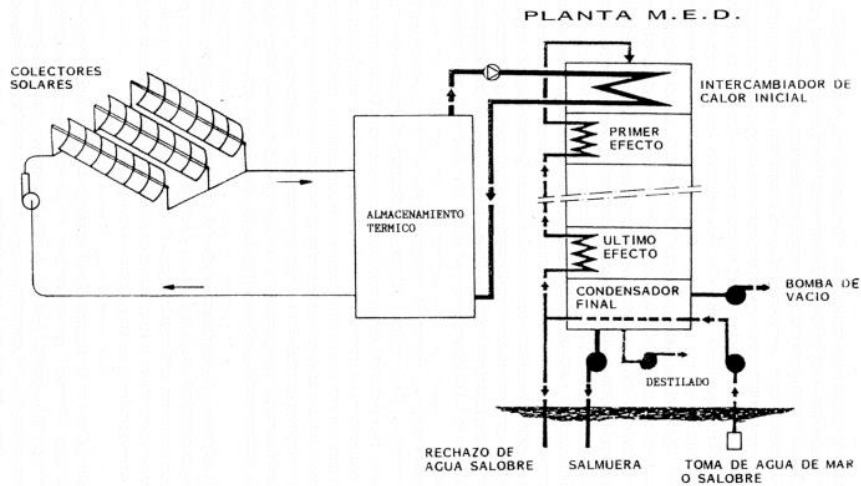 PLANTA M.E.D.
COLECTORES
SOLARES
INTERCAMBIADOR DE
CALOR INICIAL
PRIMER
EFECTO
ALMACENAMIENTO
TERMICO
ULTIMO
EFECTO
CONDENSADOR
FINAL
BOMBA DE
VACIO
DESTILADO
RECHAZO DE
AGUA SALOBRE
SALMUERA
TOMA DE AGUA DE MAR
O SALOBRE